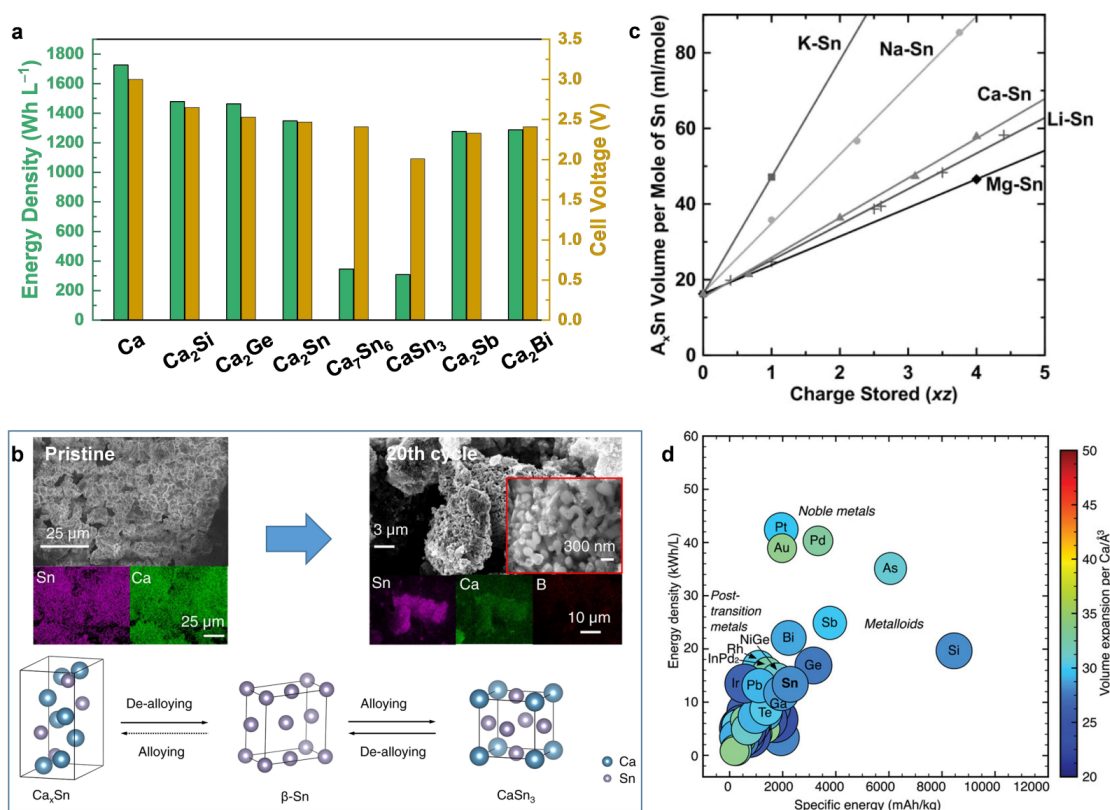 a
Energy Density (Wh L⁻¹)
1800
1600
1400
1200
1000
800
600
400
200
0
3.5
3.0
2.5
2.0
1.5
1.0
0.5
0.0
Cell Voltage (V)
Ca
Ca₂Si
Ca₂Ge
Ca₂Sn
Ca₇Sn₆
CaSn₃
Ca₂Sb
Ca₂Bi
c
AₓSn Volume per Mole of Sn (ml/mole)
80
60
40
20
0
K-Sn
Na-Sn
Ca-Sn
Li-Sn
Mg-Sn
0 1 2 3 4 5
Charge Stored (xz)
b
Pristine
25 μm
Sn
Ca
25 μm
20th cycle
3 μm
300 nm
Sn
Ca
B
10 μm
De-alloying
Alloying
Alloying
De-alloying
Ca
Sn
CaₓSn
β-Sn
CaSn₃
d
Energy density (kWh/L)
60
50
40
30
20
10
0
Noble metals
Pt
Au
Pd
As
Post-
transition
metals
Metalloids
Sb
Bi
NiGe
Rh
InPd₂
Si
Ge
Ir
Pb
Sn
Ga
Te
0 2000 4000 6000 8000 10000 12000
Specific energy (mAh/kg)
50
45
40
35
30
25
20
Volume expansion per Ca/Å³